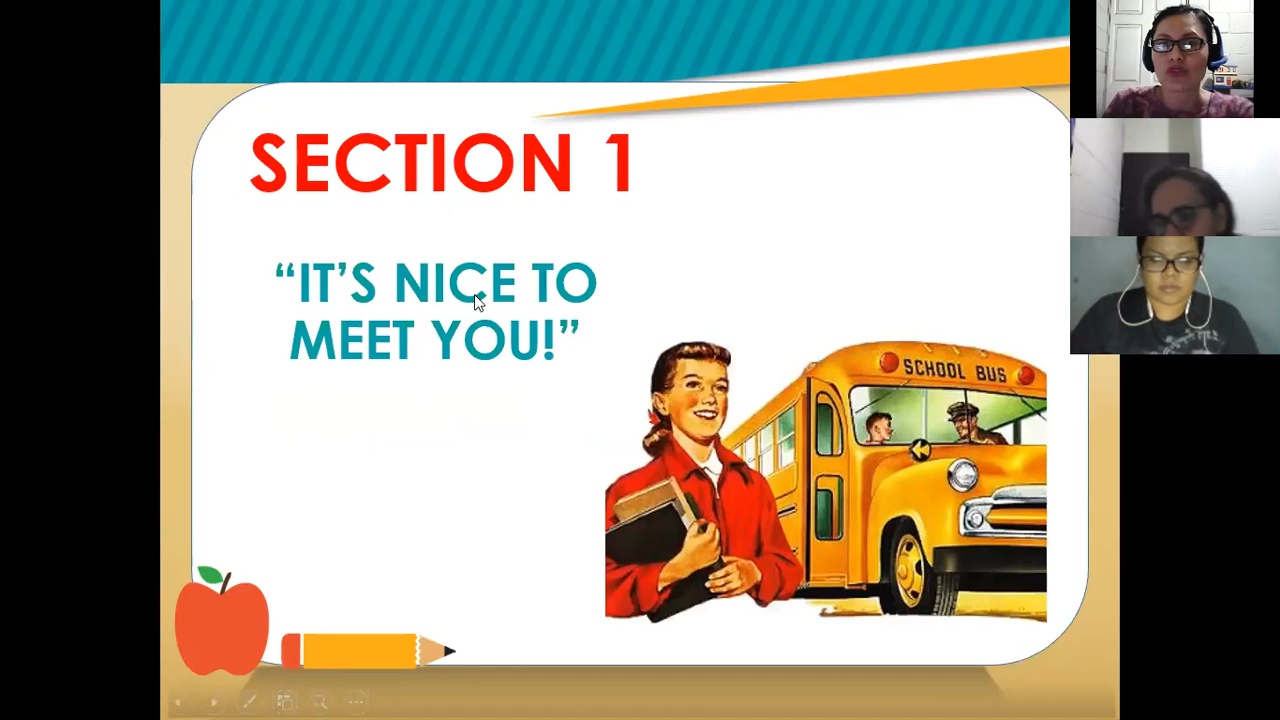 SECTION 1
“IT’S NICE TO
MEET YOU!”
SCHOOL BUS